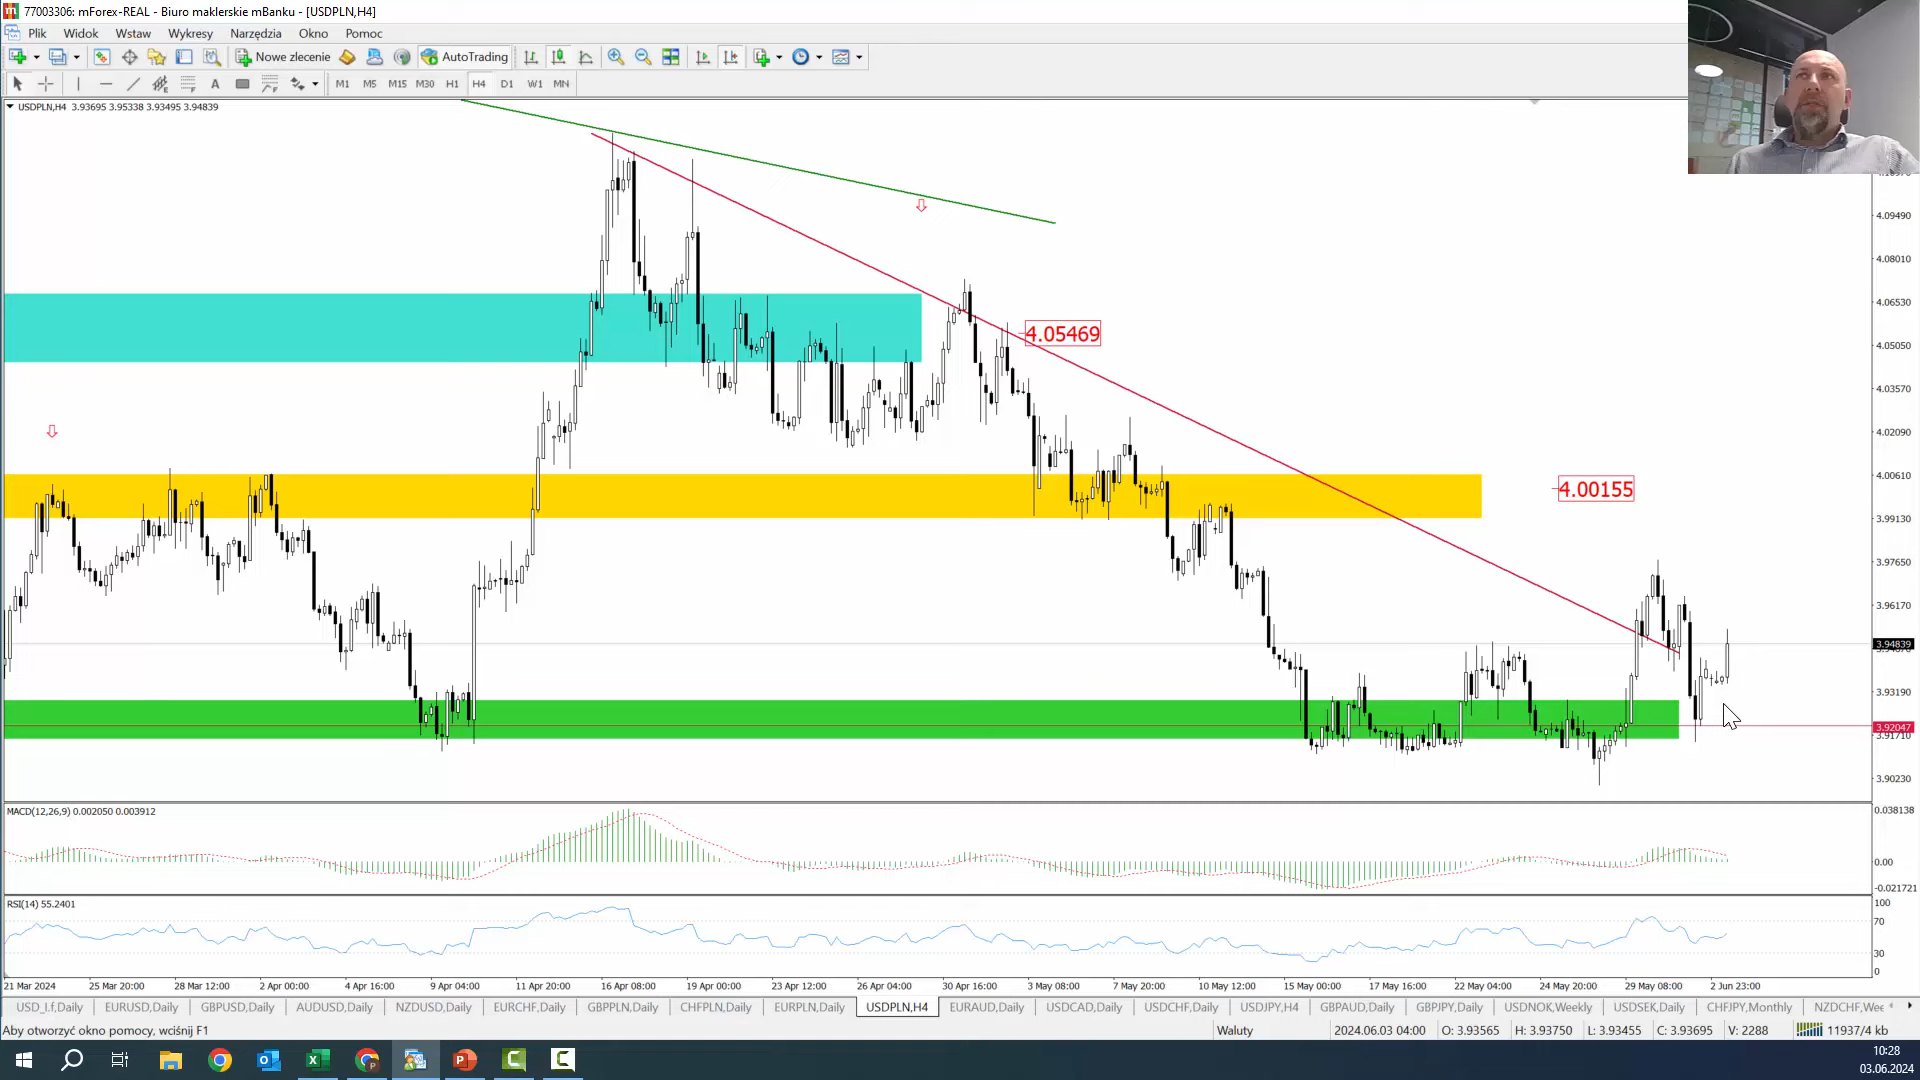 77003306: mForex-REAL - Biuro maklerskie mBanku - [USDPLN,H4]
Plik Widok Wstaw Wykresy Narzędzia Okno Pomoc
Nowe zlecenie AutoTrading
A M1 M5 M15 M30 H1 H4 D1 W1 MN
USDPLN,H4 3.93695 3.95338 3.93495 3.94839
4.09490
4.08010
4.06530
4.05469
4.05050
4.03570
4.02090
4.00610
4.00155
3.99130
3.97650
3.96170
3.94839
3.93190
3.92047
3.91710
3.90230
MACD(12,26,9) 0.002050 0.003912
0.038138
0.00
-0.021721
RSI(14) 55.2401
100
70
30
0
21 Mar 2024 25 Mar 20:00 28 Mar 12:00 2 Apr 00:00 4 Apr 16:00 9 Apr 04:00 11 Apr 20:00 16 Apr 08:00 19 Apr 00:00 23 Apr 12:00 26 Apr 04:00 30 Apr 16:00 3 May 08:00 7 May 20:00 10 May 12:00 15 May 00:00 17 May 16:00 22 May 04:00 24 May 20:00 29 May 08:00 2 Jun 23:00
USD_I.f,Daily EURUSD,Daily GBPUSD,Daily AUDUSD,Daily NZDUSD,Daily EURCHF,Daily GBPPLN,Daily CHFPLN,Daily EURPLN,Daily USDPLN,H4 EURAUD,Daily USDCAD,Daily USDCHF,Daily USDJPY,H4 GBPAUD,Daily GBPJPY,Daily USDNOK,Weekly USDSEK,Daily CHFJPY,Monthly NZDCHF,Wee
Aby otworzyć okno pomocy, wciśnij F1 Waluty 2024.06.03 04:00 O: 3.93565 H: 3.93750 L: 3.93455 C: 3.93695 V: 2288 11937/4 kb
10:28
03.06.2024